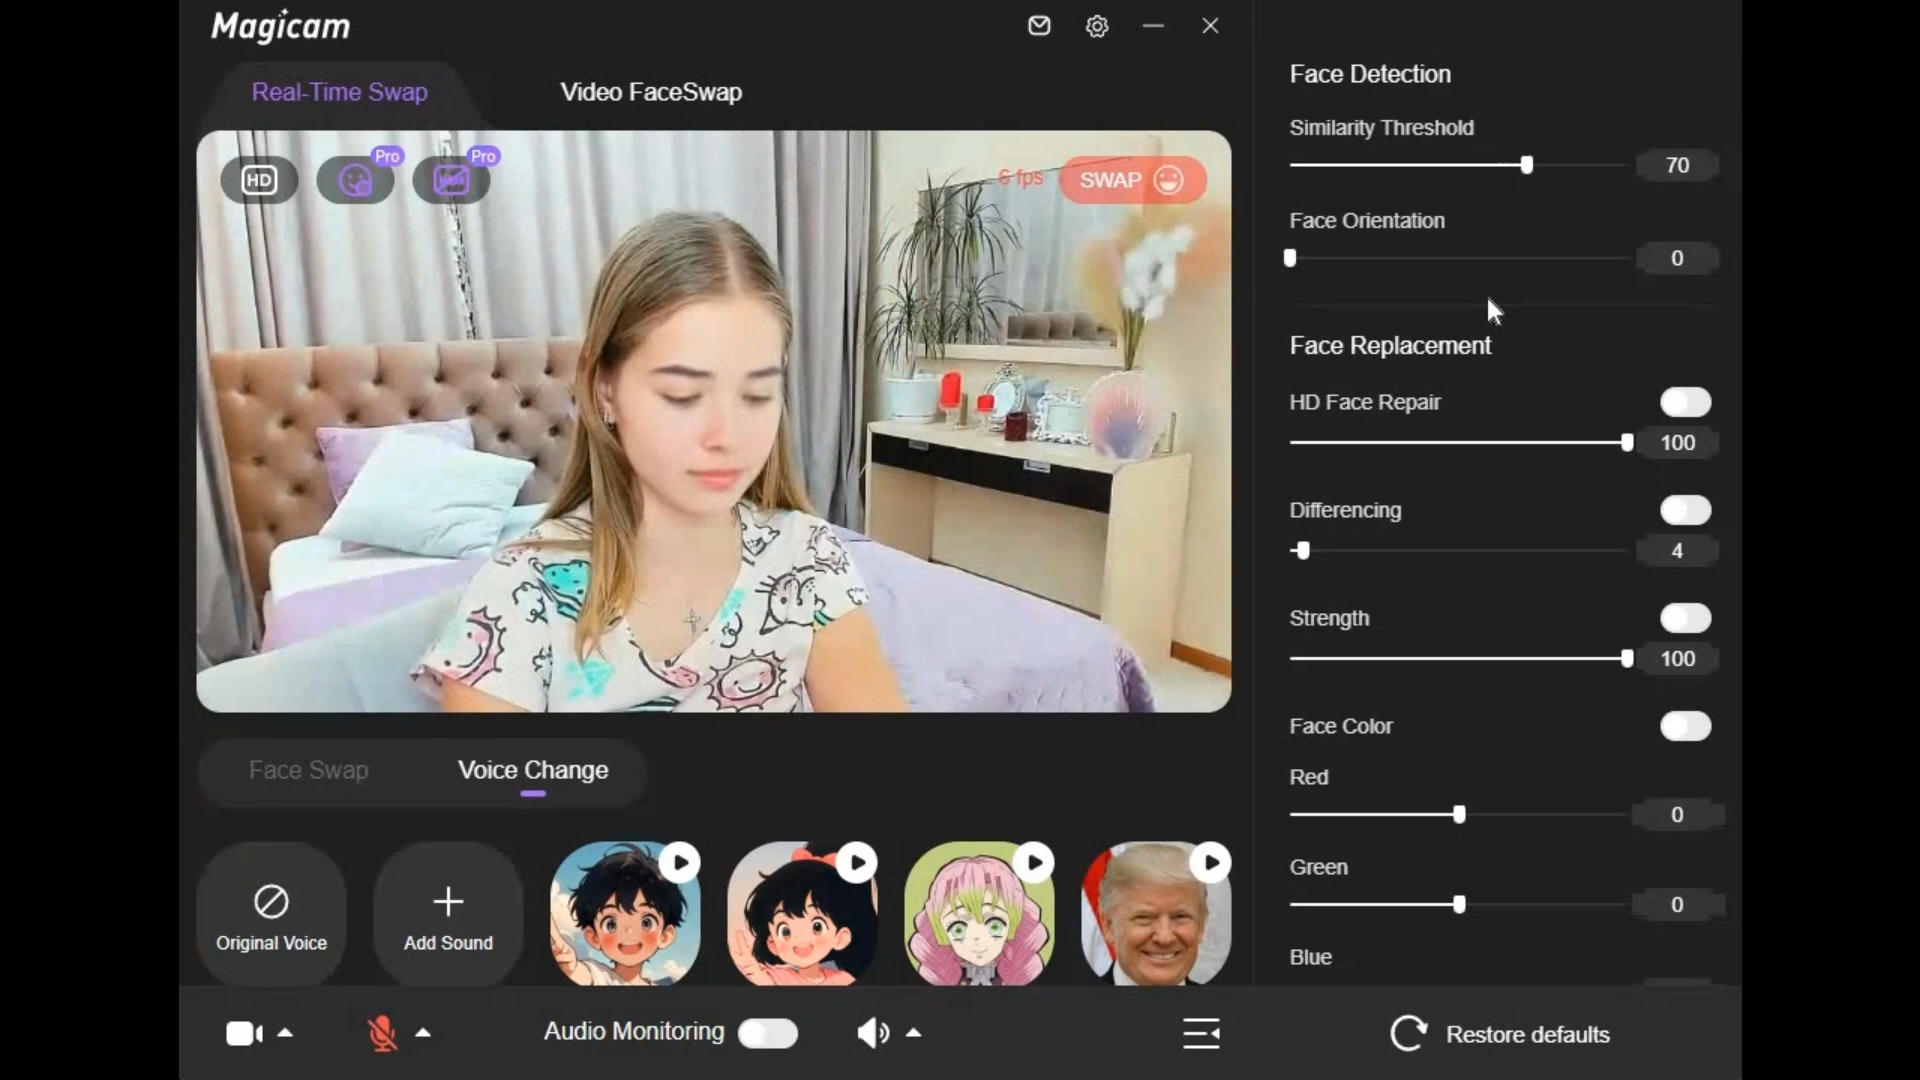 Magicam
Real-Time Swap
Video FaceSwap
HD
Pro
Pro
6 fps
SWAP
Face Swap
Voice Change
Original Voice
Add Sound
Audio Monitoring
Face Detection
Similarity Threshold
70
Face Orientation
0
Face Replacement
HD Face Repair
100
Differencing
4
Strength
100
Face Color
Red
0
Green
0
Blue
Restore defaults